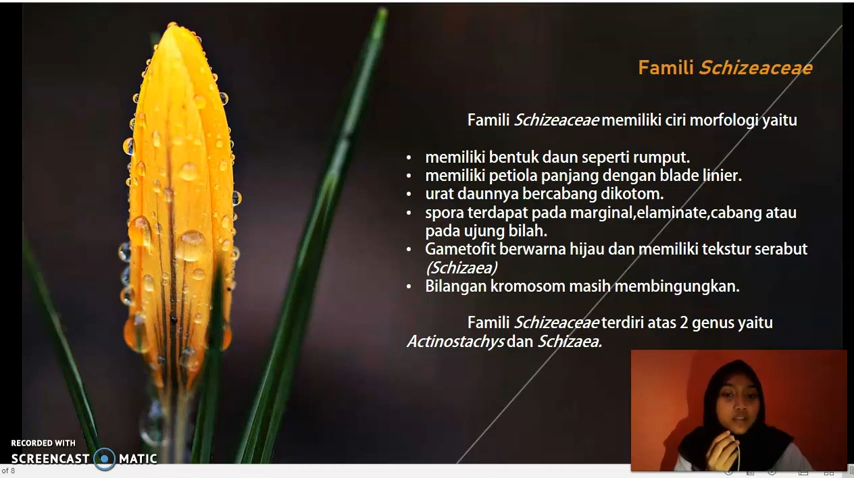 Famili Schizeaceae
Famili Schizeaceae memiliki ciri morfologi yaitu
• memiliki bentuk daun seperti rumput.
• memiliki petiola panjang dengan blade linier.
• urat daunnya bercabang dikotom.
• spora terdapat pada marginal,elaminate,cabang atau
pada ujung bilah.
• Gametofit berwarna hijau dan memiliki tekstur serabut
(Schizaea)
• Bilangan kromosom masih membingungkan.
Famili Schizeaceae terdiri atas 2 genus yaitu
Actinostachys dan Schizaea.
RECORDED WITH
SCREENCAST MATIC
of 8